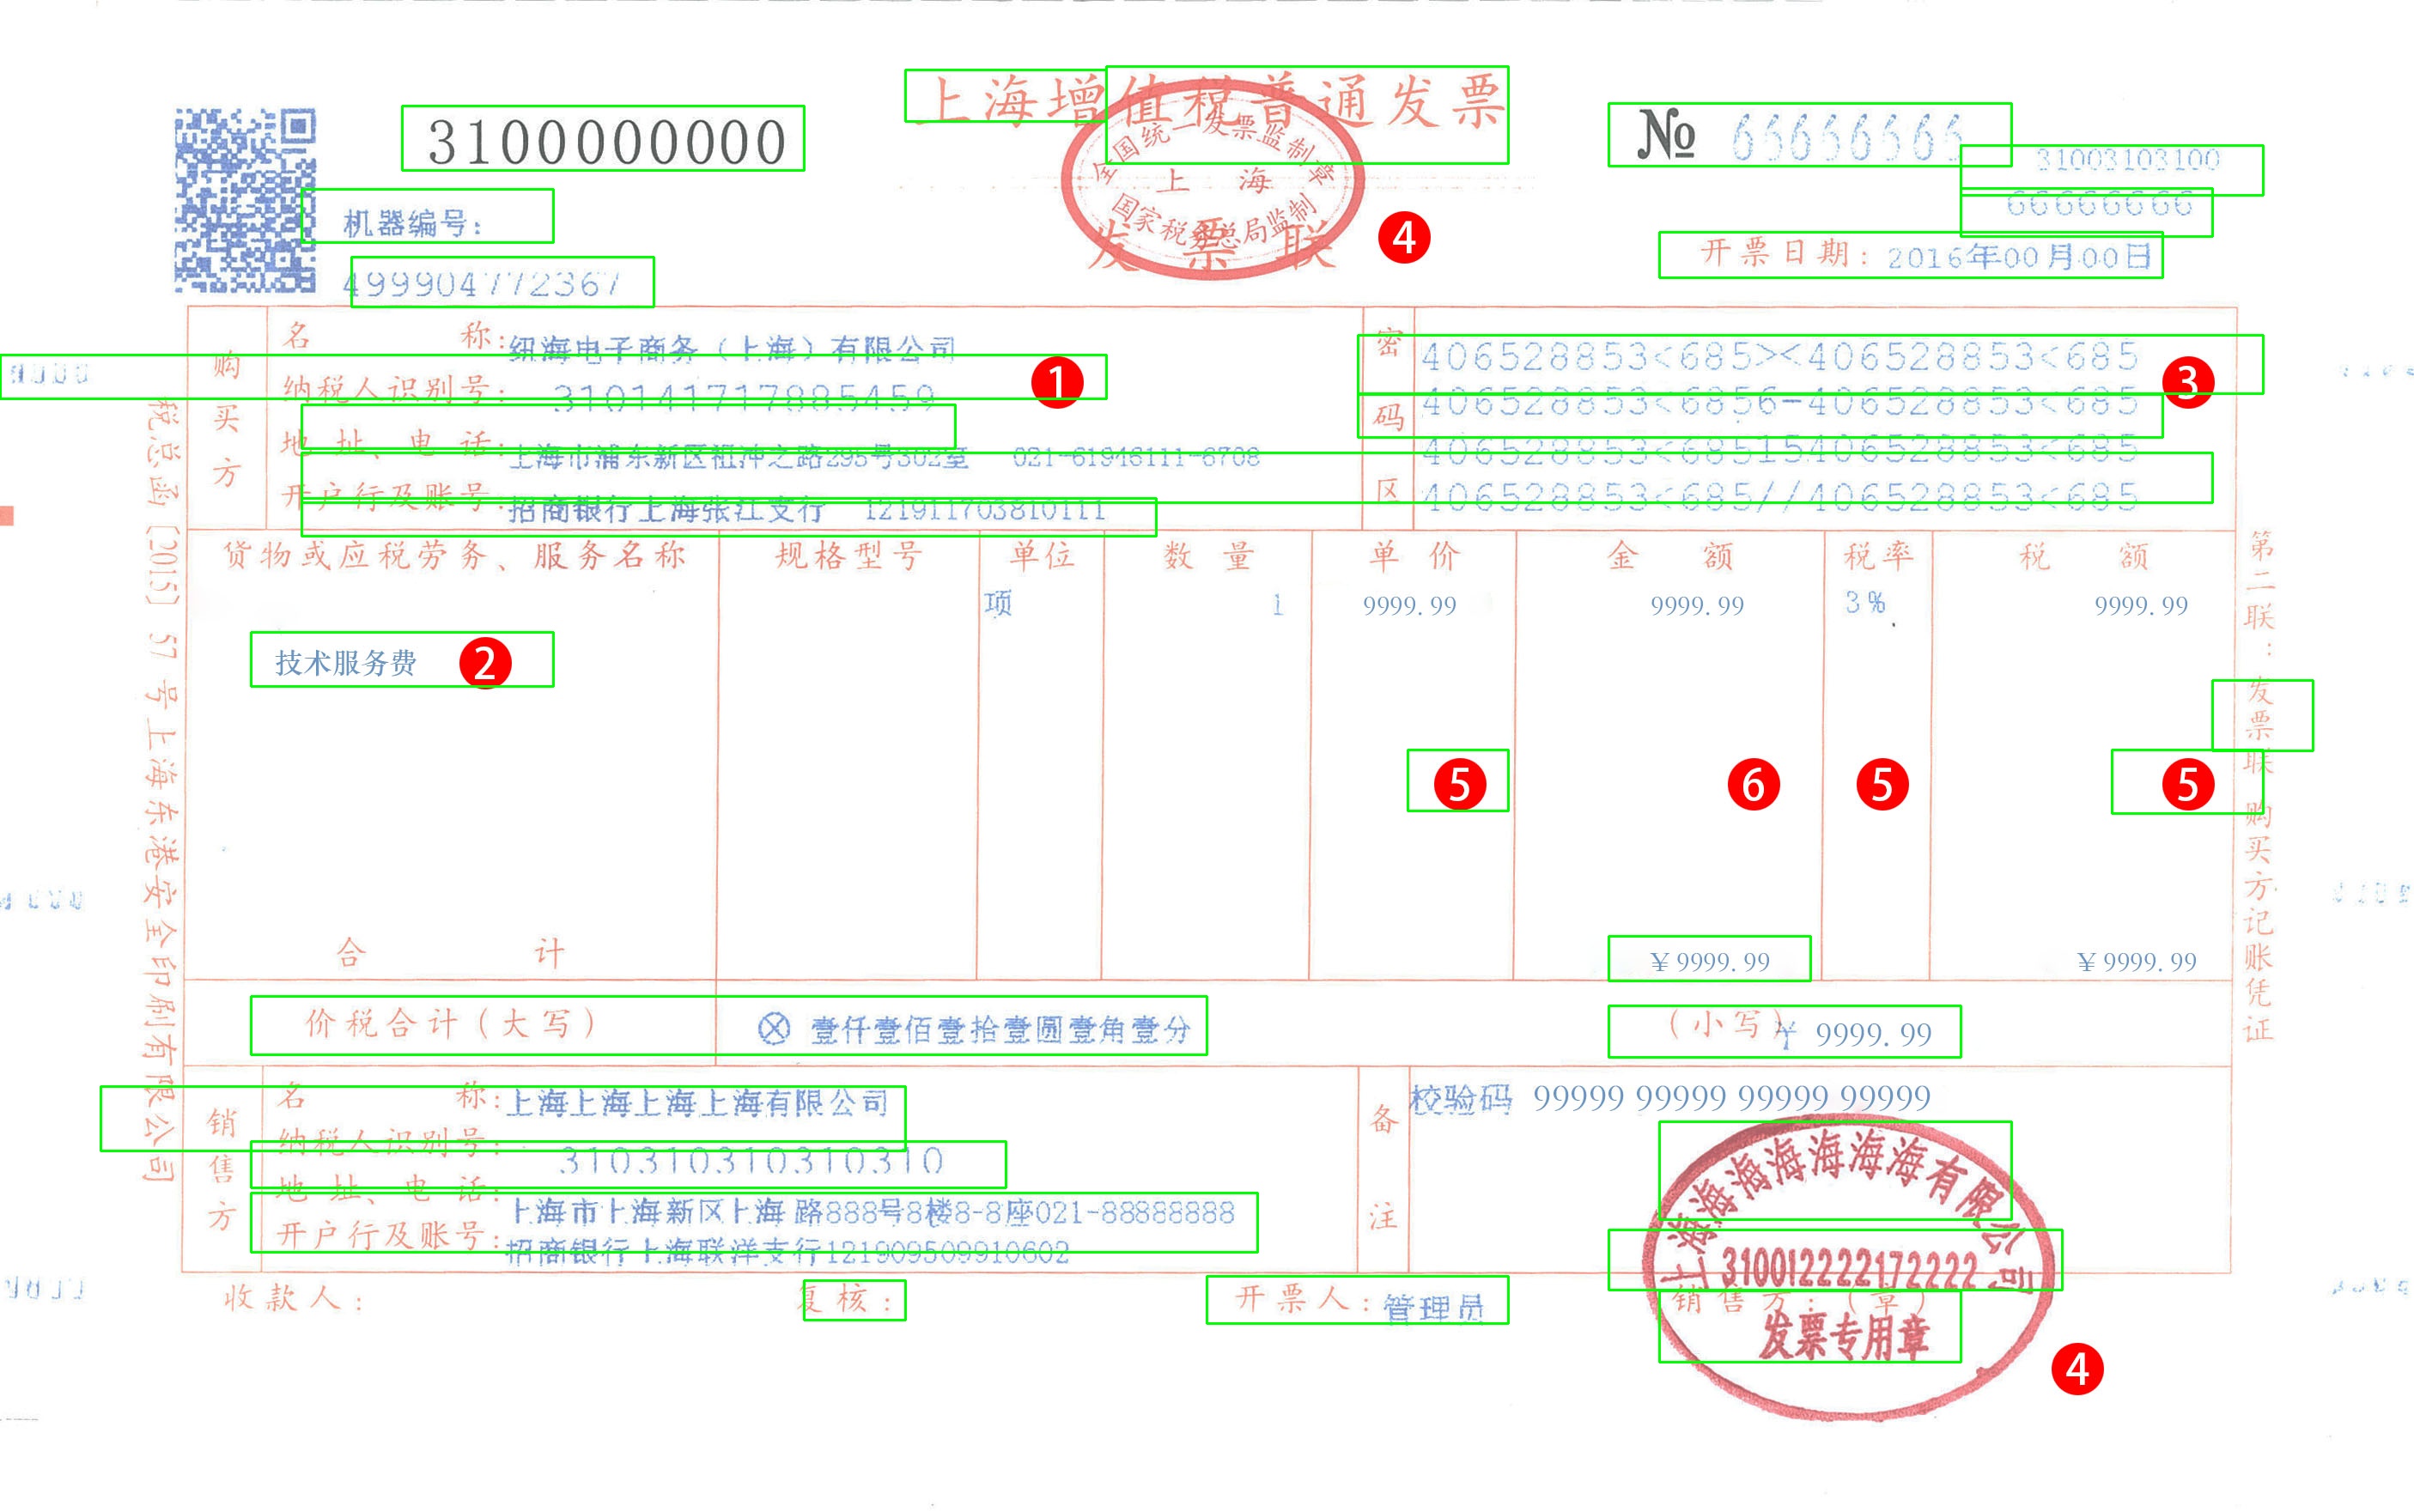 上海增值税普通发票
3100000000
№ 66666666
31003103100
66666666
全国统一发票监制章
上 海
国家税务总局监制
发 票 联
4
机器编号:
499904772367
开票日期: 2016年00月00日
购买方
名 称: 纽海电子商务（上海）有限公司
纳税人识别号: 310141717885459
1
地 址、电 话: 上海市浦东新区祖冲之路295号302室 021-61946111-6708
开户行及账号: 招商银行上海张江支行 121911703810111
密码区
406528853<685><406528853<685
3
406528853<6856-406528853<685
406528853<68515406528853<685
406528853<685//406528853<685
货物或应税劳务、服务名称 规格型号 单位 数 量 单 价 金 额 税率 税 额
项 1 9999.99 9999.99 3% 9999.99
技术服务费 2
5 6 5 5
合 计 ￥9999.99 ￥9999.99
价税合计(大写) ⊗ 壹仟壹佰壹拾壹圆壹角壹分 (小写) ￥ 9999.99
销售方
名 称: 上海上海上海上海有限公司
纳税人识别号: 310310310310310
地 址、电 话: 上海市上海新区上海 路888号8楼8-8座021-88888888
开户行及账号: 招商银行上海联洋支行121909509910602
备注
校验码 99999 99999 99999 99999
上海海海海海海海有限公司
310012222172222
发票专用章
4
收款人: 复核: 开票人: 管理员 销售方:(章)
税总函〔2015〕57号上海东港安全印刷有限公司
第二联:发票联 购买方记账凭证